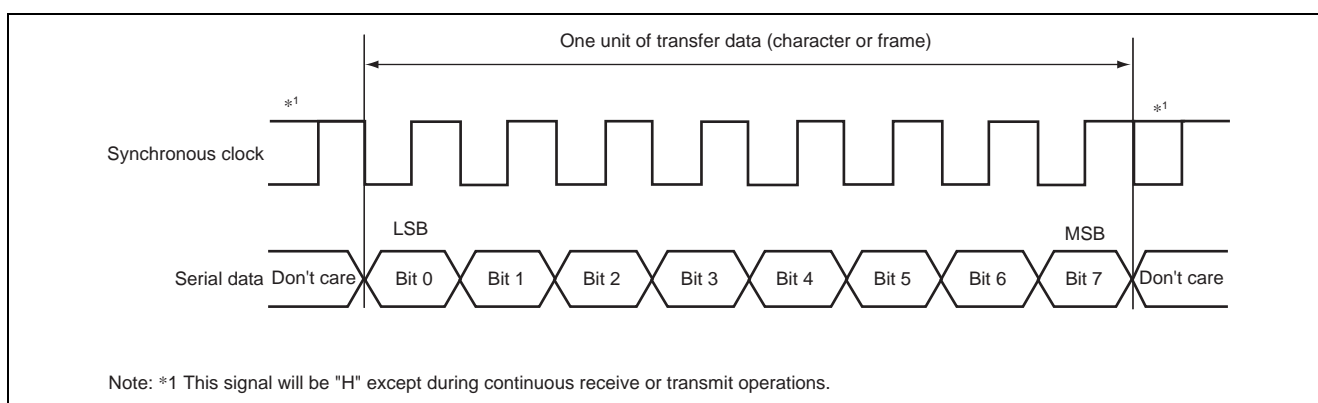 One unit of transfer data (character or frame)
*1 *1
Synchronous clock
LSB MSB
Serial data Don't care Bit 0 Bit 1 Bit 2 Bit 3 Bit 4 Bit 5 Bit 6 Bit 7 Don't care
Note: *1 This signal will be "H" except during continuous receive or transmit operations.